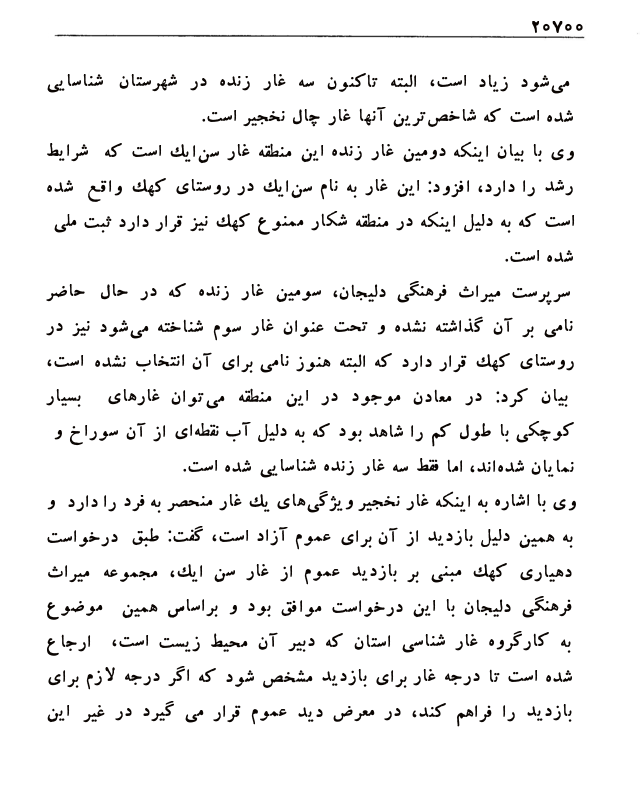 ۲۰۷۰۰
می‌شود زیاد است، البته تاکنون سه غار زنده در شهرستان شناسایی
شده است که شاخص‌ترین آنها غار چال نخجیر است.
وی با بیان اینکه دومین غار زنده این منطقه غار سن‌ایك است که شرایط
رشد را دارد، افزود: این غار به نام سن‌ایك در روستای کهك واقع شده
است که به دلیل اینکه در منطقه شکار ممنوع کهك نیز قرار دارد ثبت ملی
شده است.
سرپرست میراث فرهنگی دلیجان، سومین غار زنده که در حال حاضر
نامی بر آن گذاشته نشده و تحت عنوان غار سوم شناخته می‌شود نیز در
روستای کهك قرار دارد که البته هنوز نامی برای آن انتخاب نشده است،
بیان کرد: در معادن موجود در این منطقه می‌توان غارهای بسیار
کوچکی با طول کم را شاهد بود که به دلیل آب نقطه‌ای از آن سوراخ و
نمایان شده‌اند، اما فقط سه غار زنده شناسایی شده است.
وی با اشاره به اینکه غار نخجیر ویژگی‌های یك غار منحصر به فرد را دارد و
به همین دلیل بازدید از آن برای عموم آزاد است، گفت: طبق درخواست
دهیاری کهك مبنی بر بازدید عموم از غار سن ایك، مجموعه میراث
فرهنگی دلیجان با این درخواست موافق بود و براساس همین موضوع
به کارگروه غار شناسی استان که دبیر آن محیط زیست است، ارجاع
شده است تا درجه غار برای بازدید مشخص شود که اگر درجه لازم برای
بازدید را فراهم کند، در معرض دید عموم قرار می گیرد در غیر این